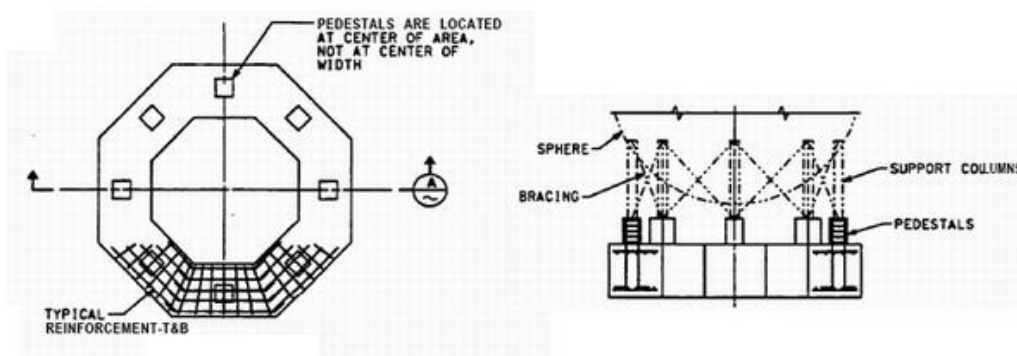 PEDESTALS ARE LOCATED
AT CENTER OF AREA,
NOT AT CENTER OF
WIDTH
A
TYPICAL
REINFORCEMENT-T&B
SPHERE
BRACING
SUPPORT COLUMNS
PEDESTALS